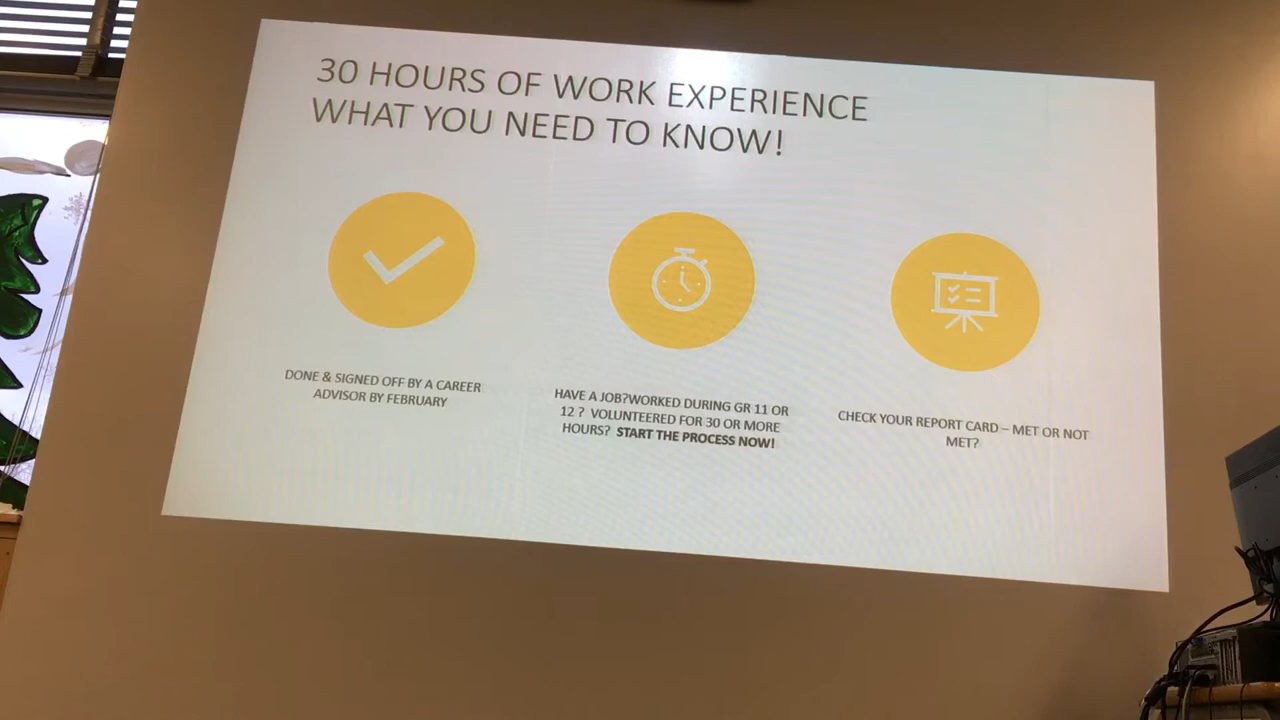 30 HOURS OF WORK EXPERIENCE
WHAT YOU NEED TO KNOW!
DONE & SIGNED OFF BY A CAREER
ADVISOR BY FEBRUARY
HAVE A JOB?WORKED DURING GR 11 OR
12 ? VOLUNTEERED FOR 30 OR MORE
HOURS? START THE PROCESS NOW!
CHECK YOUR REPORT CARD – MET OR NOT
MET?